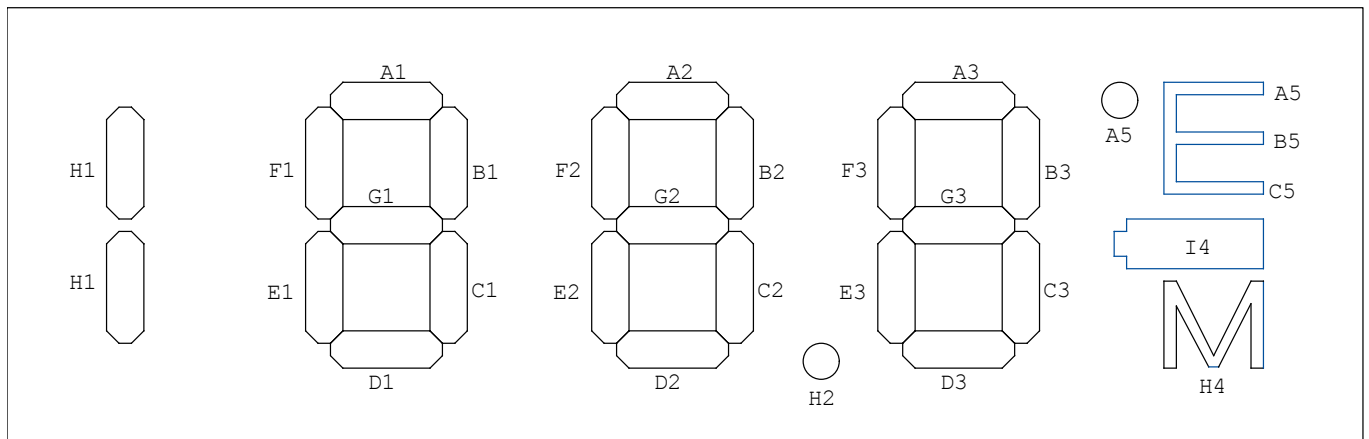 A1 A2 A3
A5
A5
B5
H1 F1 B1 F2 B2 F3 B3
G1 G2 G3
C5
I4
H1 E1 C1 E2 C2 E3 C3
D1 D2 D3 H4
H2